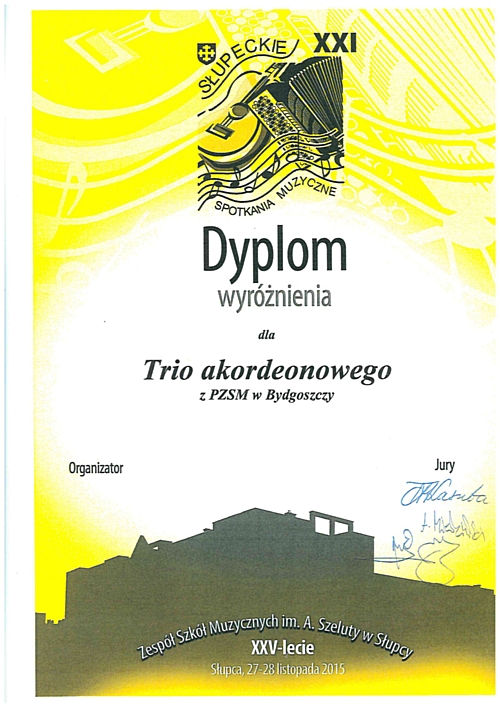 XXI
SŁUPECKIE
SPOTKANIA MUZYCZNE
Dyplom
wyróżnienia
dla
Trio akordeonowego
z PZSM w Bydgoszczy
Organizator
Jury
Zespół Szkół Muzycznych im. A. Szeluty w Słupcy
XXV-lecie
Słupca, 27-28 listopada 2015